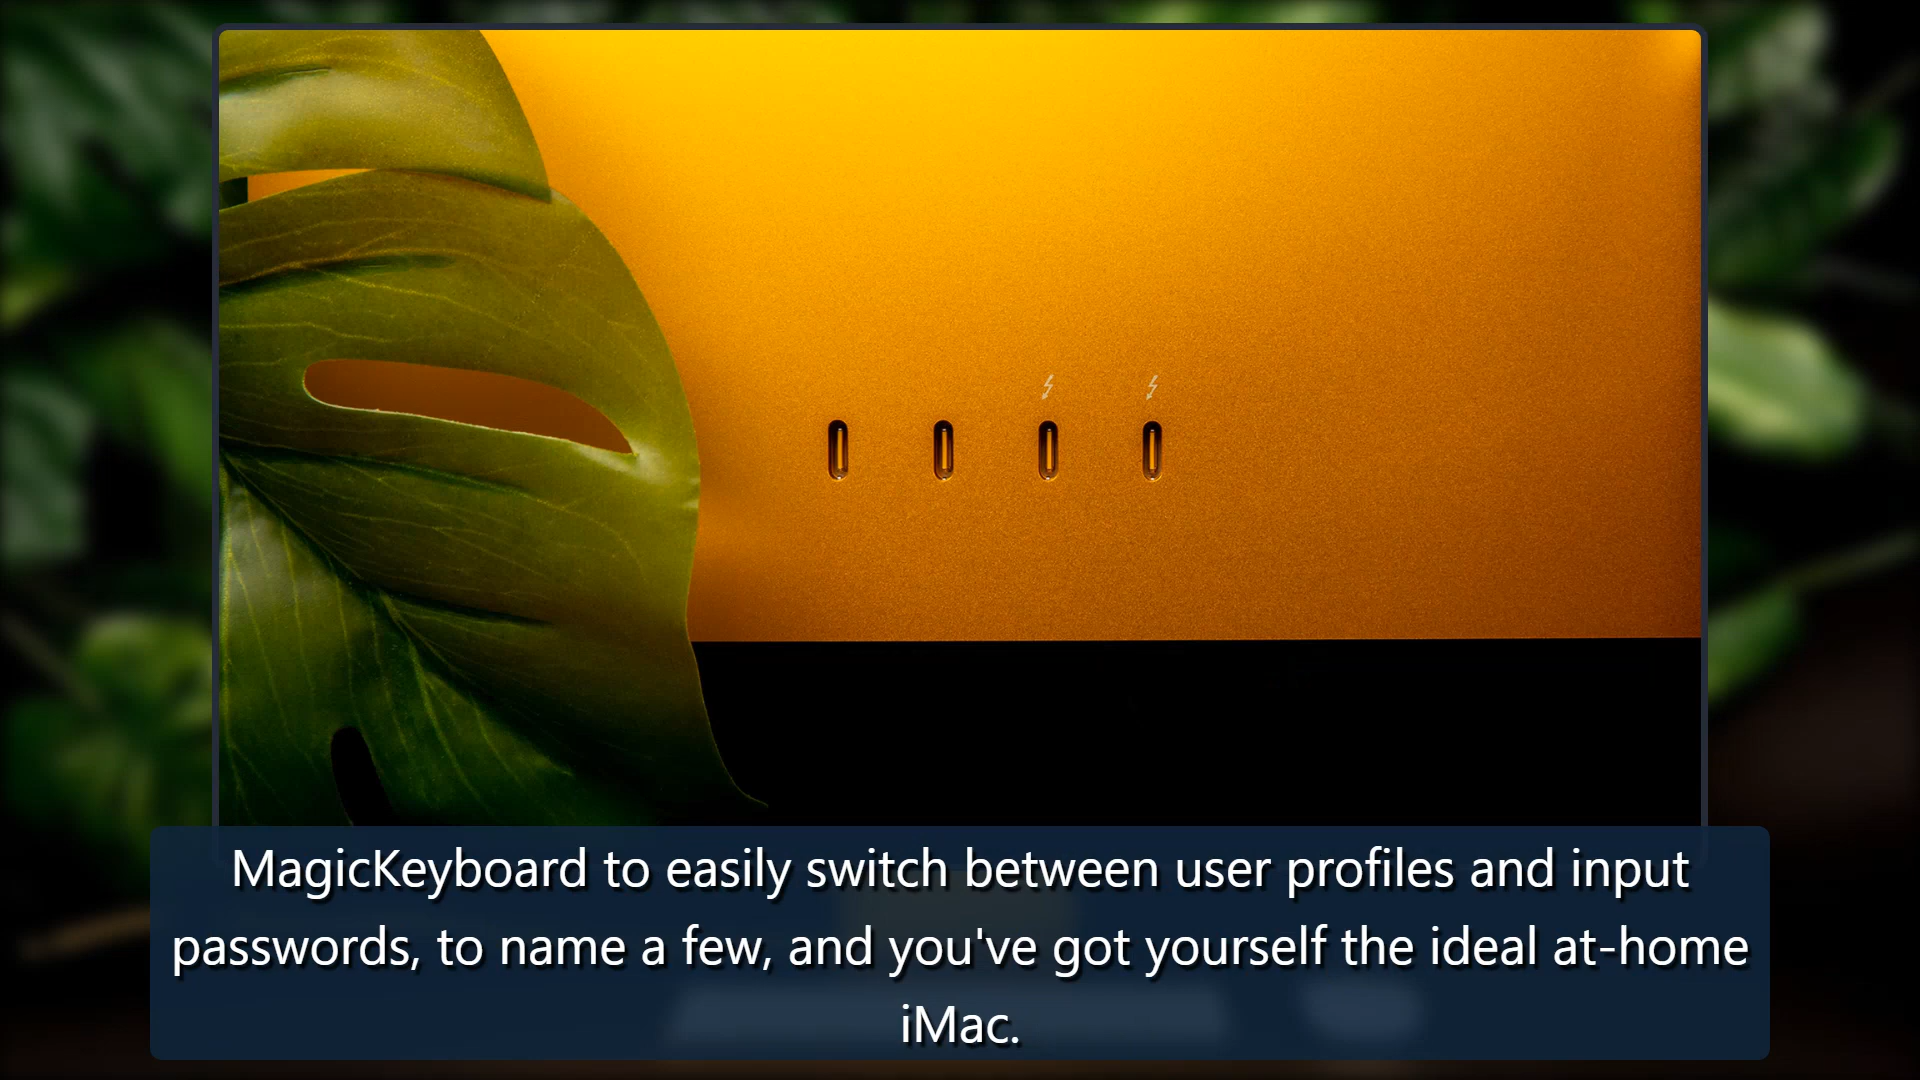 MagicKeyboard to easily switch between user profiles and input
passwords, to name a few, and you've got yourself the ideal at-home
iMac.